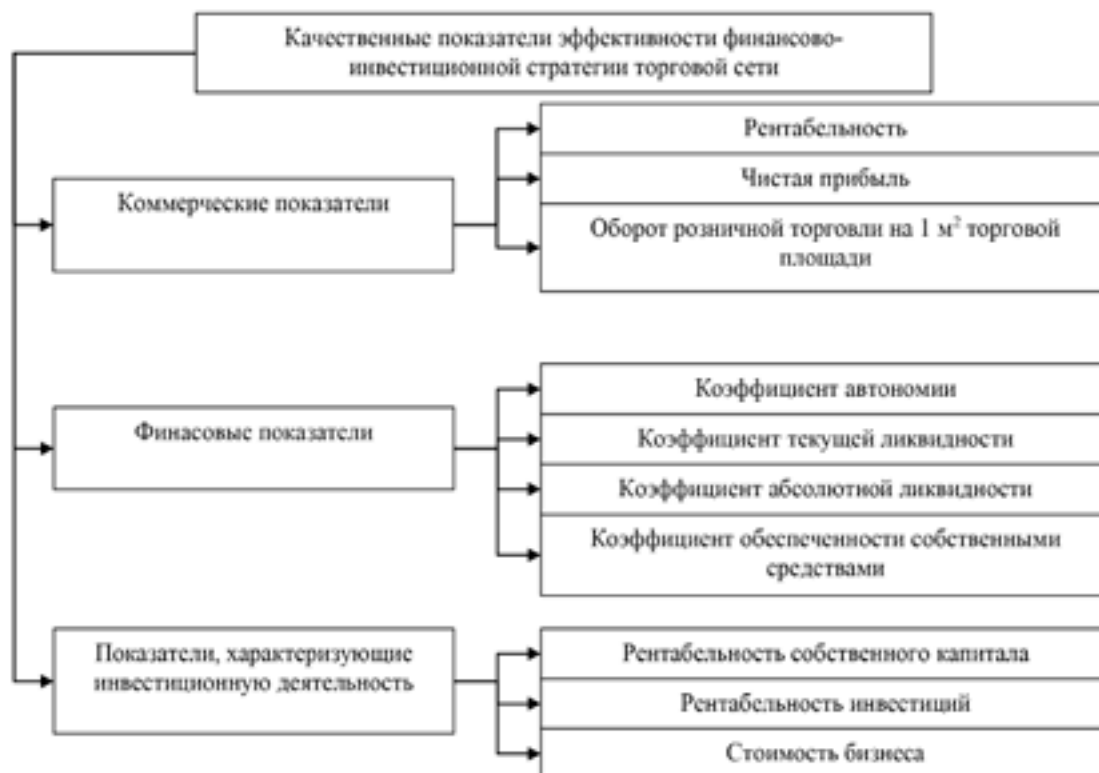 Качественные показатели эффективности финансово-
инвестиционной стратегии торговой сети
Коммерческие показатели
Рентабельность
Чистая прибыль
Оборот розничной торговли на 1 м² торговой
площади
Финасовые показатели
Коэффициент автономии
Коэффициент текущей ликвидности
Коэффициент абсолютной ликвидности
Коэффициент обеспеченности собственными
средствами
Показатели, характеризующие
инвестиционную деятельность
Рентабельность собственного капитала
Рентабельность инвестиций
Стоимость бизнеса